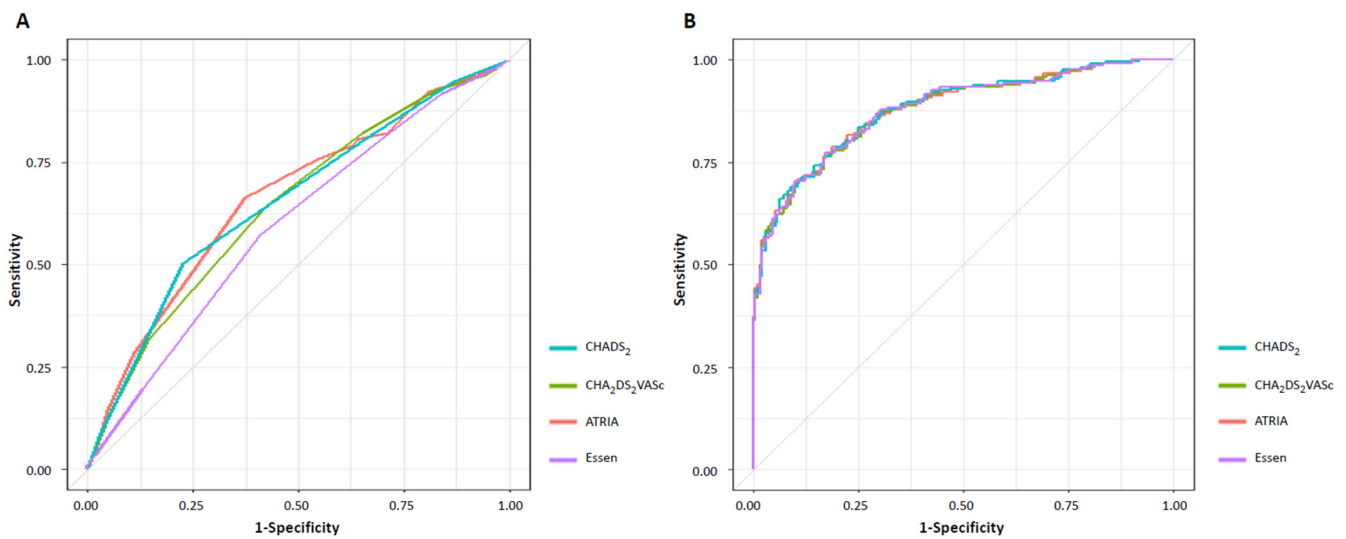 A
1.00
0.75
0.50
0.25
0.00
Sensitivity
0.00 0.25 0.50 0.75 1.00
1-Specificity
CHADS₂
CHA₂DS₂VASc
ATRIA
Essen
B
1.00
0.75
0.50
0.25
0.00
Sensitivity
0.00 0.25 0.50 0.75 1.00
1-Specificity
CHADS₂
CHA₂DS₂VASc
ATRIA
Essen